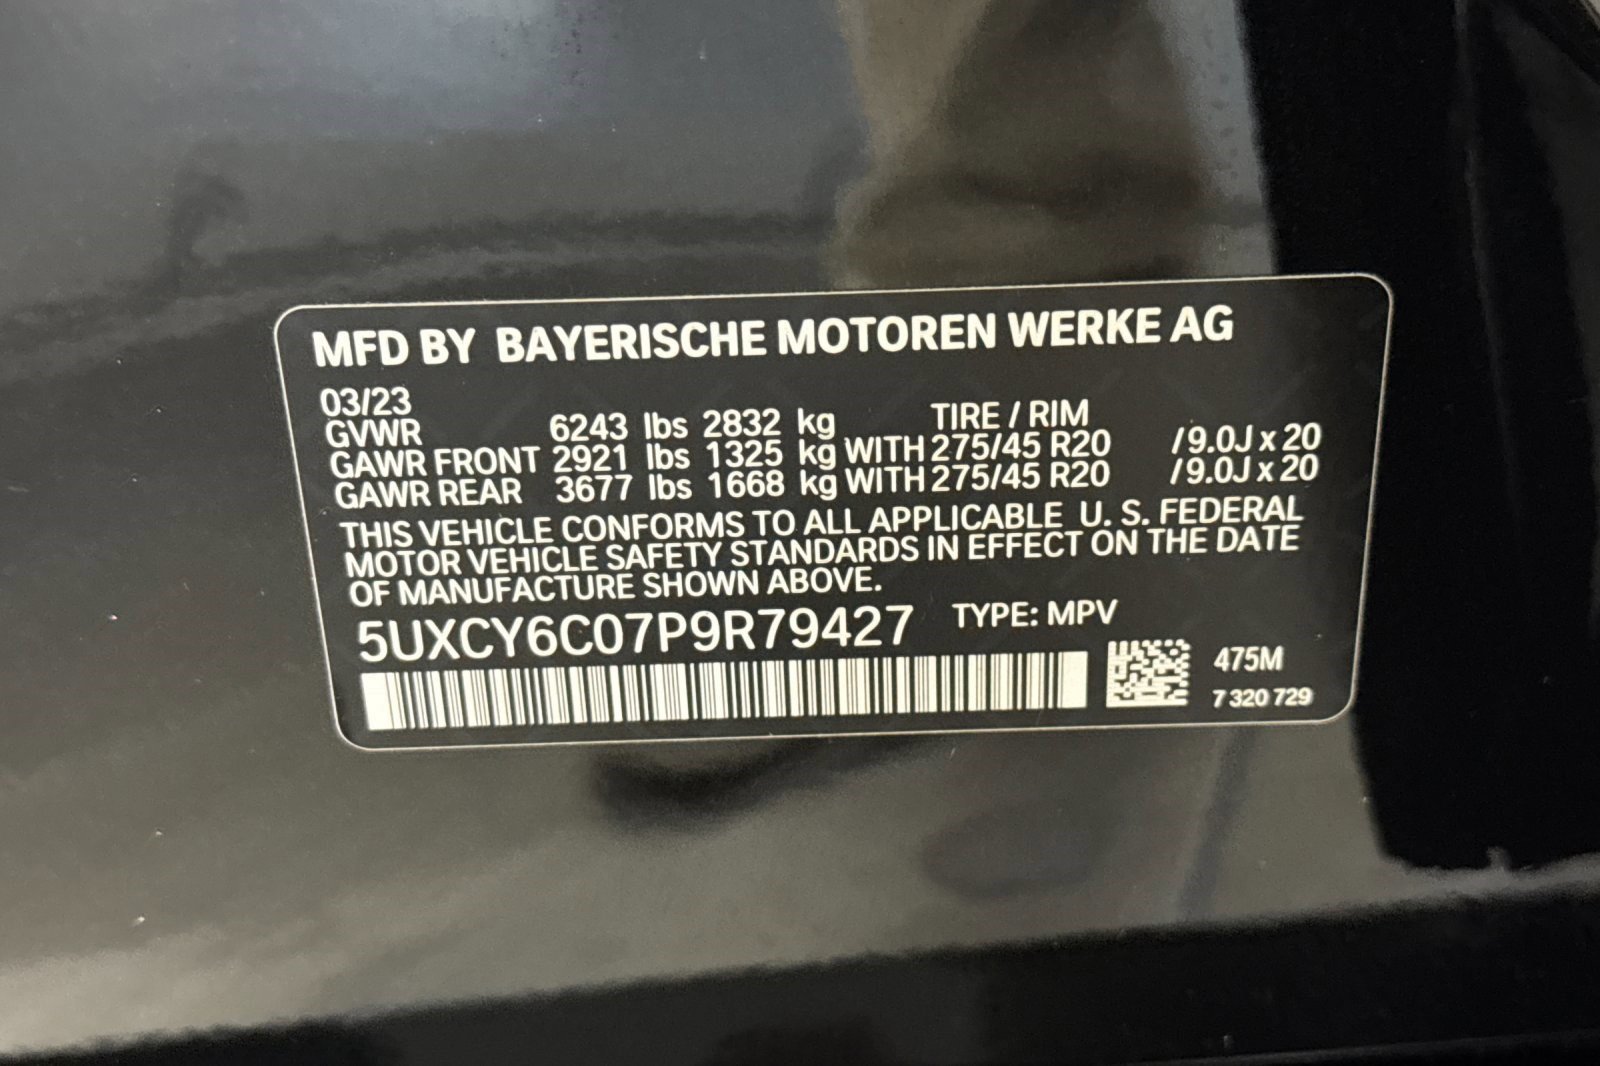 MFD BY BAYERISCHE MOTOREN WERKE AG
03/23
TIRE / RIM
GVWR 6243 lbs 2832 kg
GAWR FRONT 2921 lbs 1325 kg WITH 275/45 R20 /9.0J x 20
GAWR REAR 3677 lbs 1668 kg WITH 275/45 R20 /9.0J x 20
THIS VEHICLE CONFORMS TO ALL APPLICABLE U. S. FEDERAL
MOTOR VEHICLE SAFETY STANDARDS IN EFFECT ON THE DATE
OF MANUFACTURE SHOWN ABOVE.
5UXCY6C07P9R79427 TYPE: MPV
475M
7 320 729